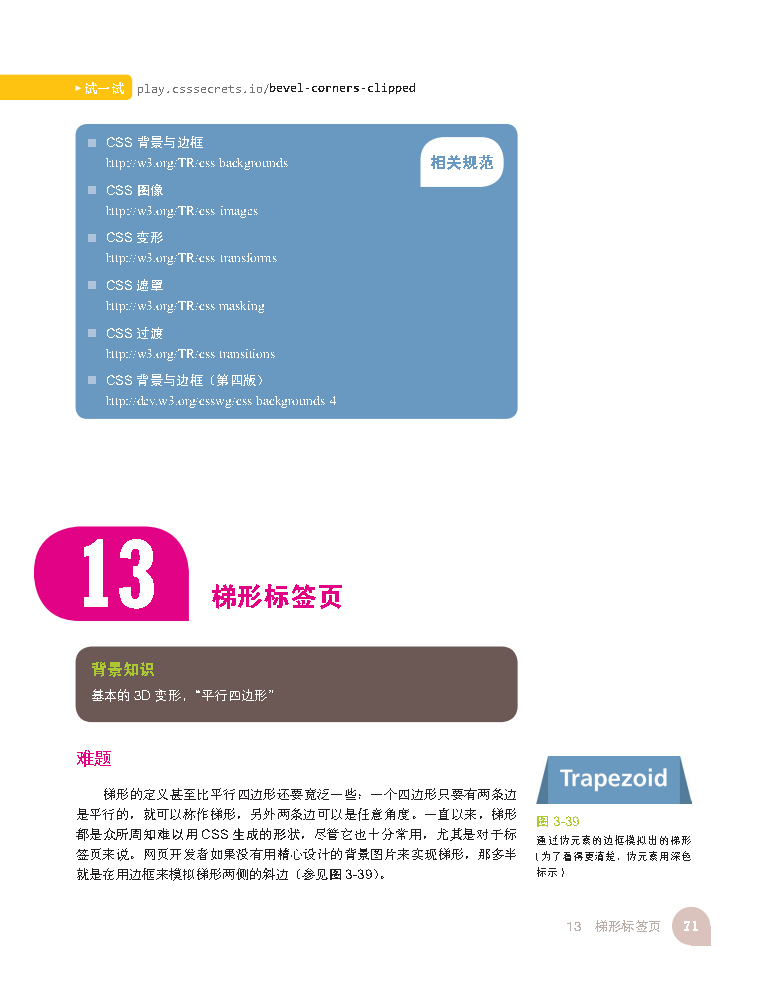 ▶试一试 play.csssecrets.io/bevel-corners-clipped
相关规范
■ CSS 背景与边框
http://w3.org/TR/css-backgrounds
■ CSS 图像
http://w3.org/TR/css-images
■ CSS 变形
http://w3.org/TR/css-transforms
■ CSS 遮罩
http://w3.org/TR/css-masking
■ CSS 过渡
http://w3.org/TR/css-transitions
■ CSS 背景与边框（第四版）
http://dev.w3.org/csswg/css-backgrounds-4
13 梯形标签页
背景知识
基本的 3D 变形，“平行四边形”
难题
梯形的定义甚至比平行四边形还要宽泛一些：一个四边形只要有两条边
是平行的，就可以称作梯形，另外两条边可以是任意角度。一直以来，梯形
都是众所周知难以用 CSS 生成的形状，尽管它也十分常用，尤其是对于标
签页来说。网页开发者如果没有用精心设计的背景图片来实现梯形，那多半
就是在用边框来模拟梯形两侧的斜边（参见图 3-39）。
Trapezoid
图 3-39
通过伪元素的边框模拟出的梯形
（为了看得更清楚，伪元素用深色
标示）
13 梯形标签页 71